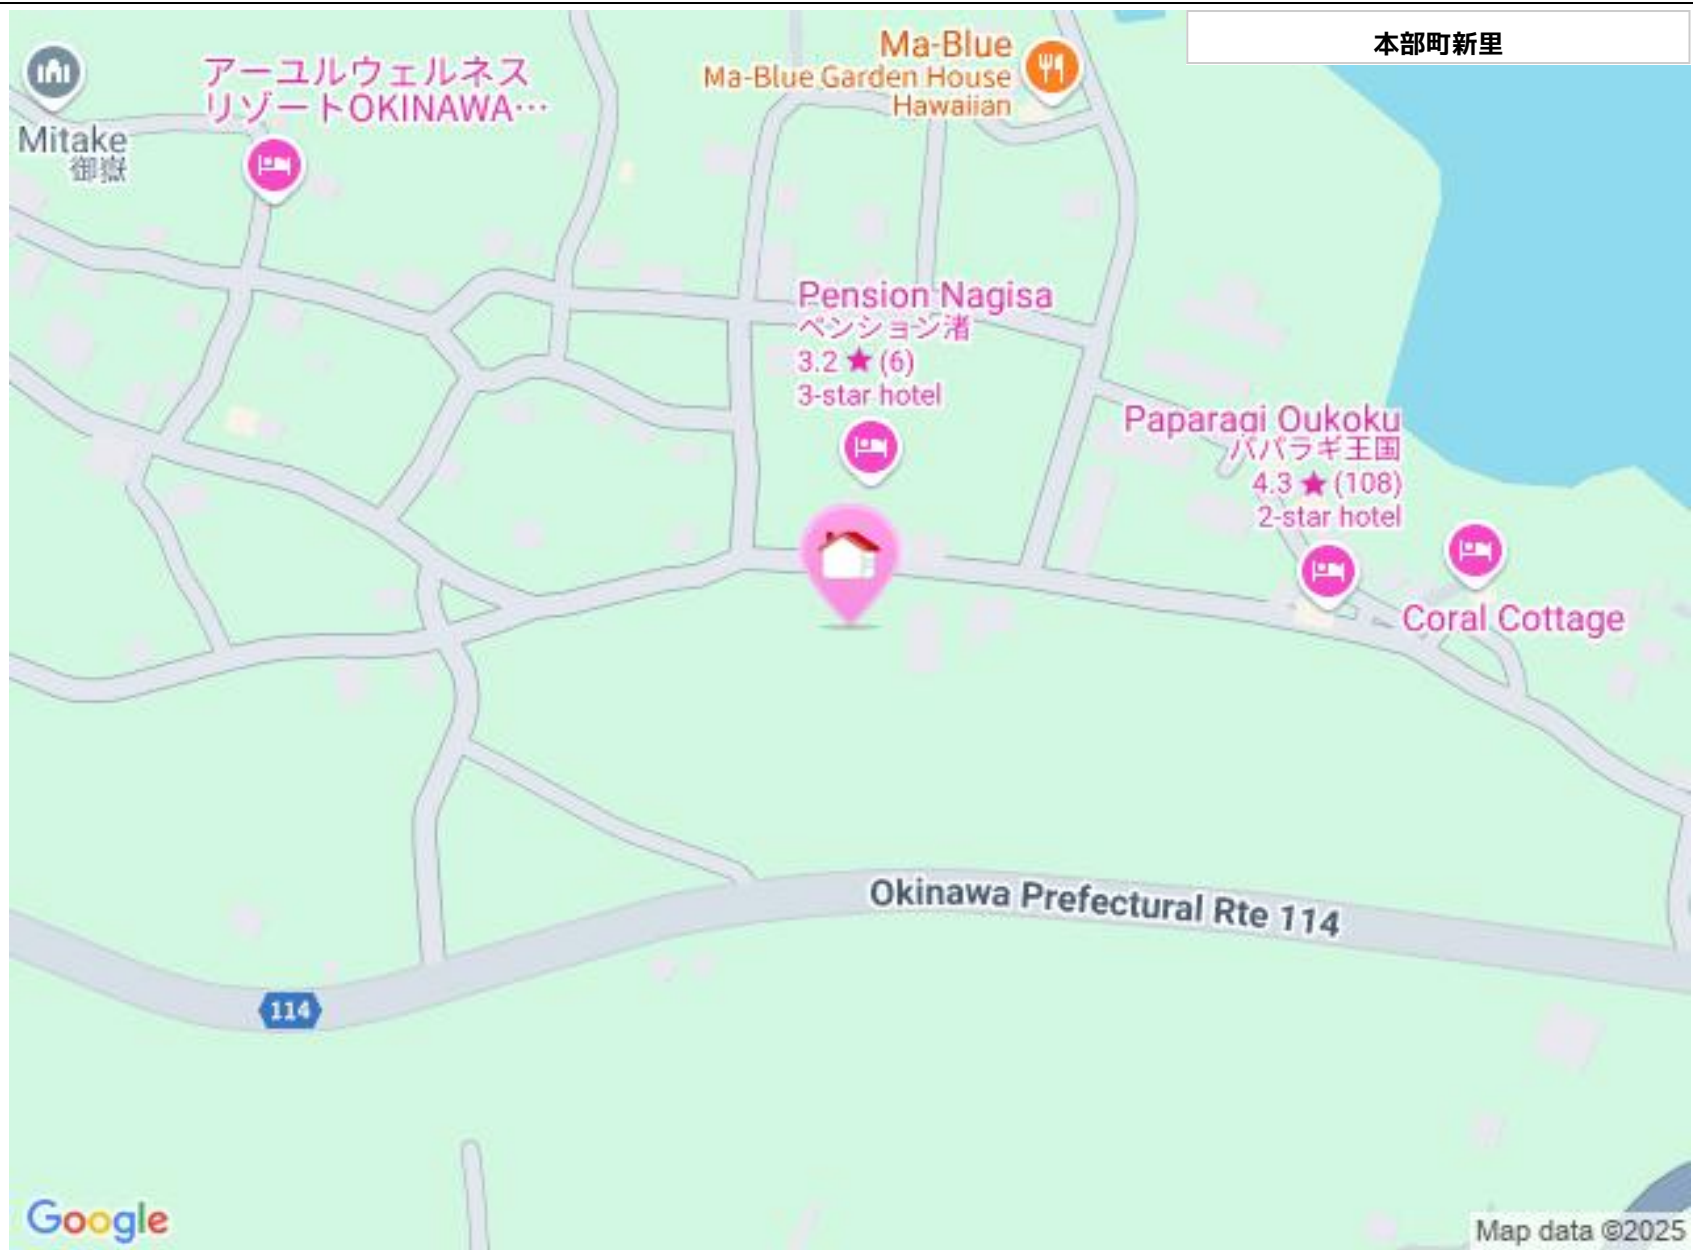 本部町新里
Ma-Blue
Ma-Blue Garden House
Hawaiian
アーユルウェルネス
リゾートOKINAWA…
Mitake
御嶽
Pension Nagisa
ペンション渚
3.2 ★ (6)
3-star hotel
Paparagi Oukoku
パパラギ王国
4.3 ★ (108)
2-star hotel
Coral Cottage
Okinawa Prefectural Rte 114
114
Google
Map data ©2025